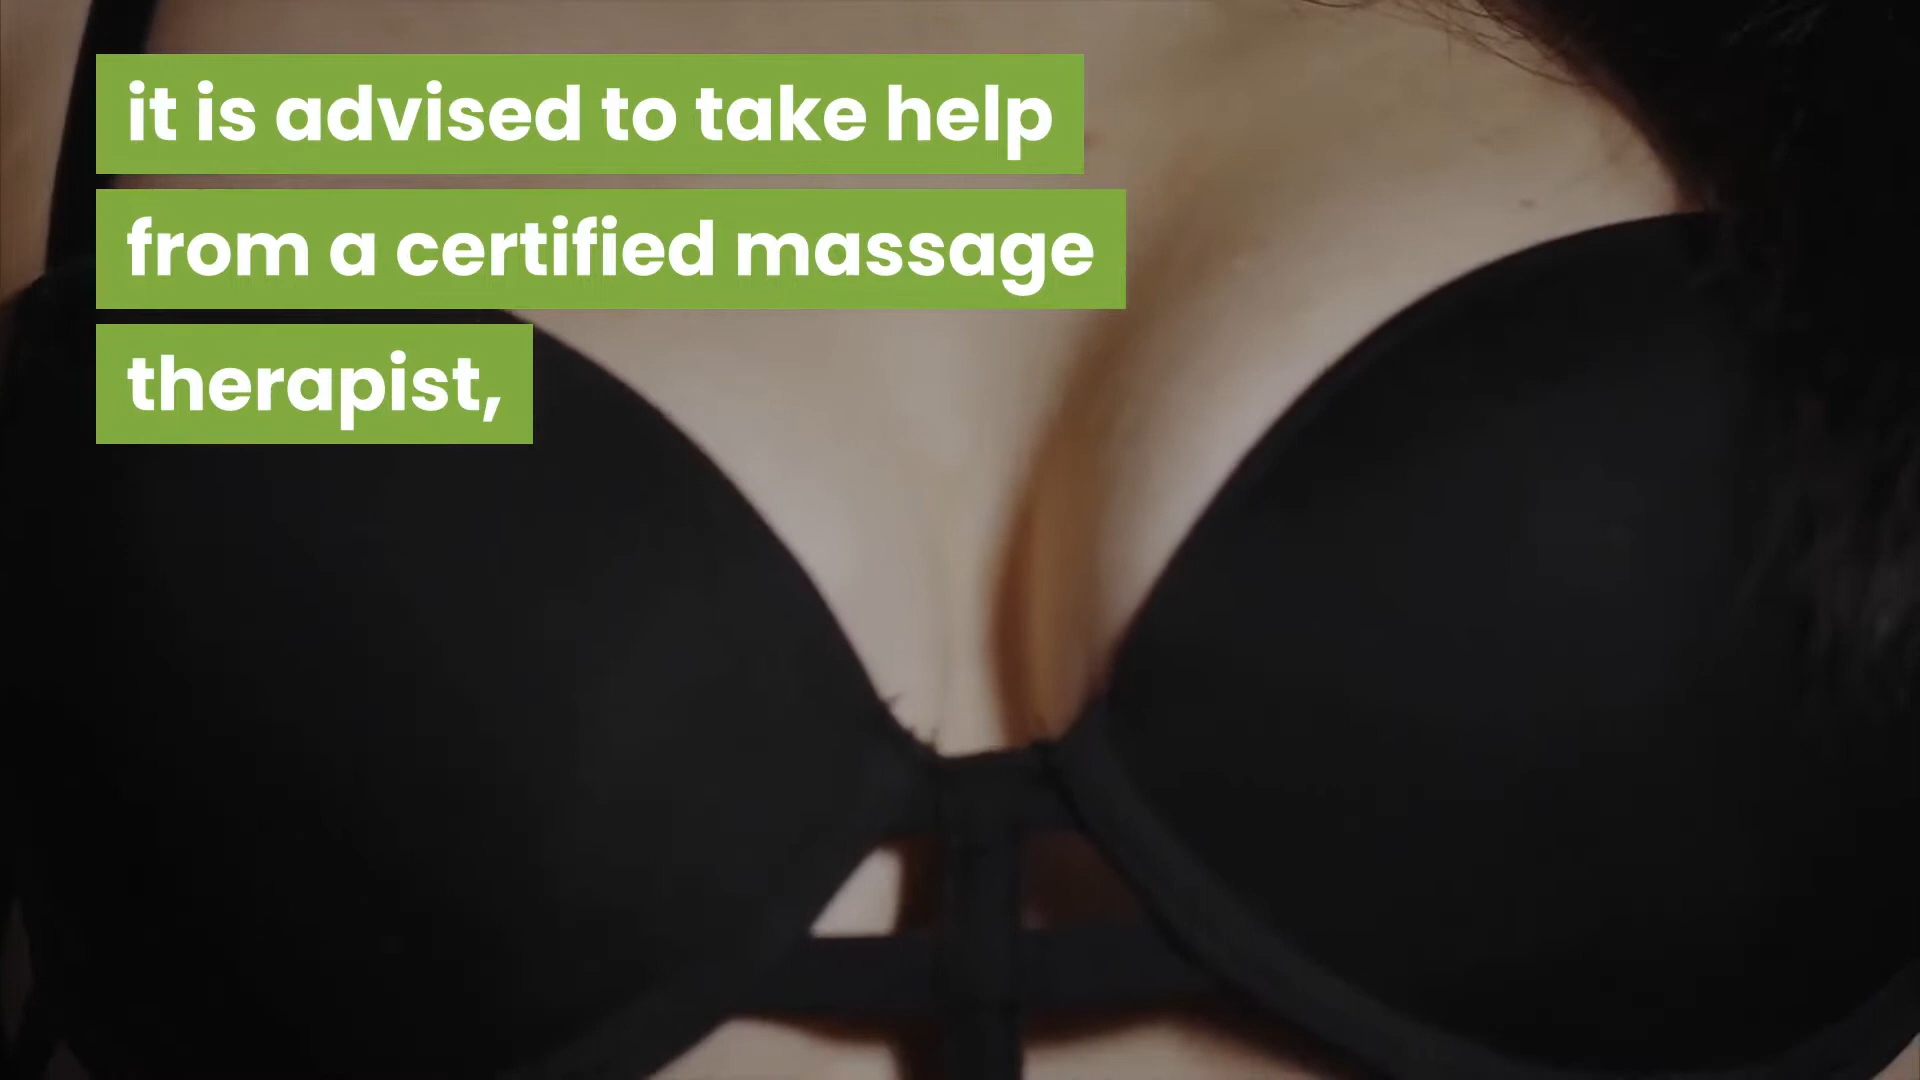 it is advised to take help
from a certified massage
therapist,